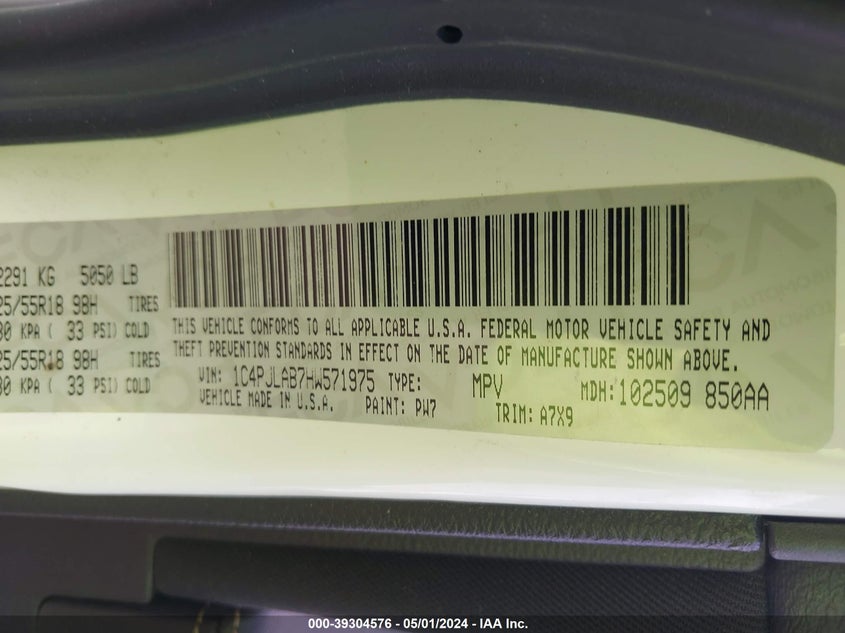 2291 KG 5050 LB
25/55R18 98H TIRES
30 KPA ( 33 PSI) COLD
25/55R18 98H TIRES
30 KPA ( 33 PSI) COLD
THIS VEHICLE CONFORMS TO ALL APPLICABLE U.S.A. FEDERAL MOTOR VEHICLE SAFETY AND
THEFT PREVENTION STANDARDS IN EFFECT ON THE DATE OF MANUFACTURE SHOWN ABOVE.
VIN: 1C4PJLAB7HW571975 TYPE: MPV MDH: 102509 850AA
VEHICLE MADE IN U.S.A. PAINT: PW7 TRIM: A7X9
000-39304576 - 05/01/2024 - IAA Inc.